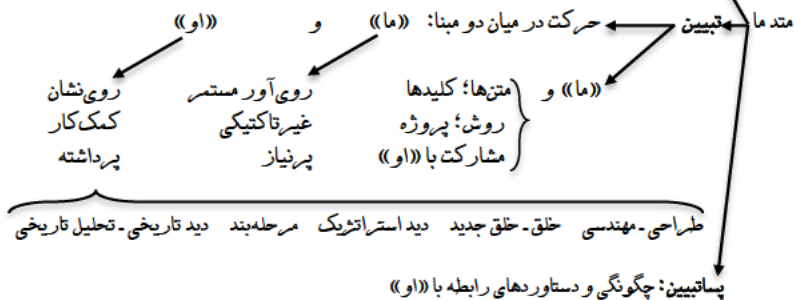 متد ما تبیین حرکت در میان دو مبنا: «ما» و «او»
«ما» و متن‌ها؛ کلیدها روی‌آور مستمر روی‌نشان
روش؛ پروژه غیرتاکتیکی کمک‌کار
مشارکت با «او» پرنیاز پرداشته
طراحی ـ مهندسی خلق ـ خلق جدید دید استراتژیک مرحله‌بند دید تاریخی ـ تحلیل تاریخی
پساتبیین: چگونگی و دستاوردهای رابطه با «او»